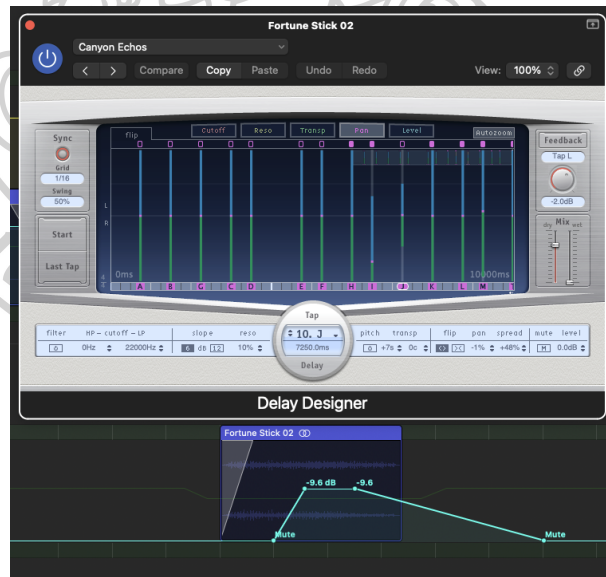 Fortune Stick 02
Canyon Echos
Compare Copy Paste Undo Redo View: 100%
flip Cutoff Reso Transp Pan Level Autozoom
Sync
Grid
1/16
Swing
50%
Start
Last Tap
L
R
0ms 10000ms
A B G C D E F H I J K L M
Feedback
Tap L
-2.0dB
dry Mix wet
Tap
10. J
7250.0ms
Delay
filter HP – cutoff – LP slope reso
0Hz 22000Hz 6 dB 12 10%
pitch transp flip pan spread mute level
+7s 0c -1% +48% M 0.0dB
Delay Designer
Fortune Stick 02
-9.6 dB -9.6
Mute Mute